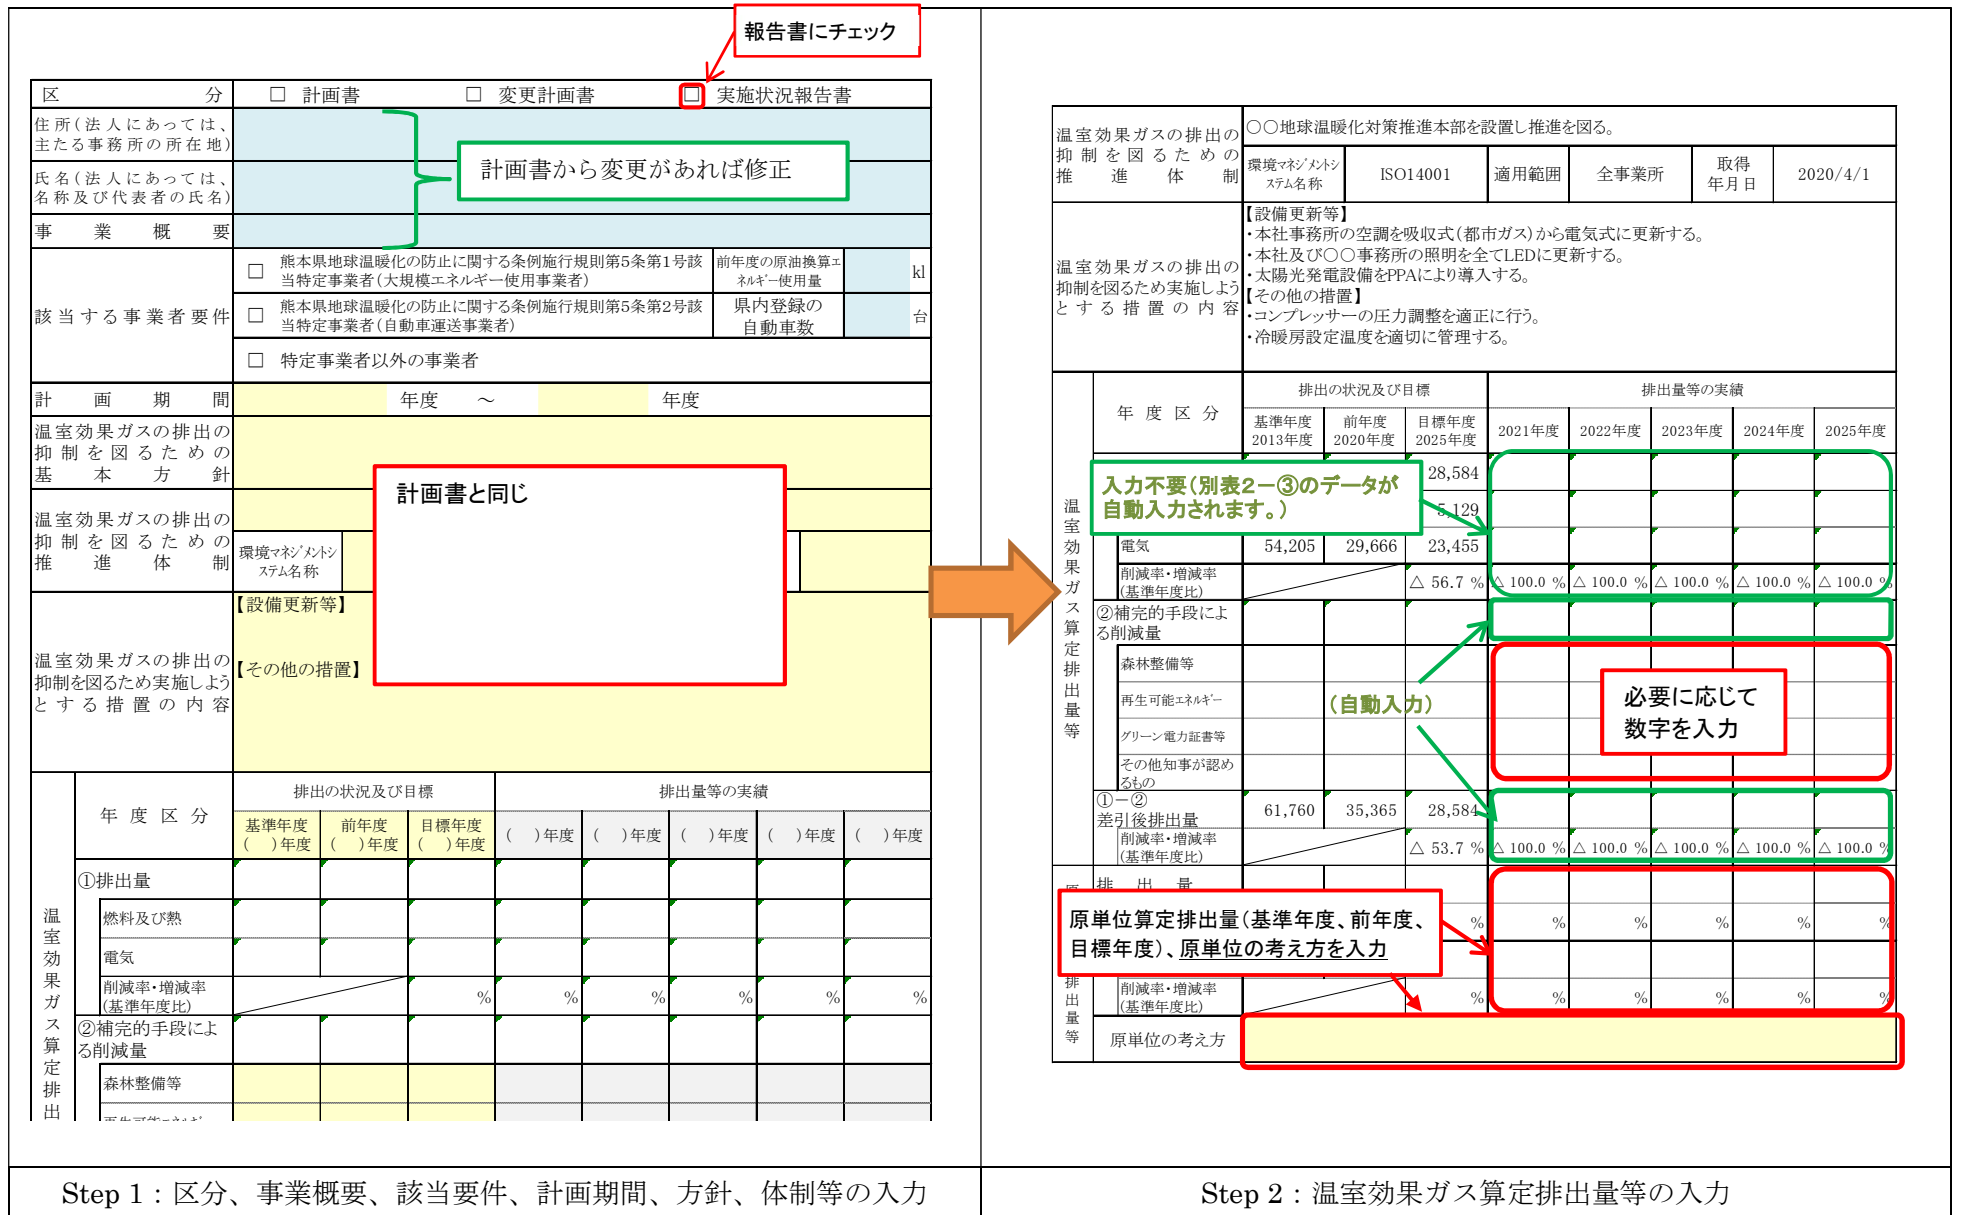 報告書にチェック
区分 □ 計画書 □ 変更計画書 □ 実施状況報告書
住所(法人にあっては、
主たる事務所の所在地)
氏名(法人にあっては、
名称及び代表者の氏名)
計画書から変更があれば修正
事業概要
該当する事業者要件
□ 熊本県地球温暖化の防止に関する条例施行規則第5条第1号該
当特定事業者(大規模エネルギー使用事業者)
前年度の原油換算エ
ネルギー使用量
kl
□ 熊本県地球温暖化の防止に関する条例施行規則第5条第2号該
当特定事業者(自動車運送事業者)
県内登録の
自動車数
台
□ 特定事業者以外の事業者
計画期間 年度 ～ 年度
温室効果ガスの排出の
抑制を図るための
基本方針
計画書と同じ
温室効果ガスの排出の
抑制を図るための
推進体制
環境マネジメントシ
ステム名称
温室効果ガスの排出の
抑制を図るため実施しよう
とする措置の内容
【設備更新等】
【その他の措置】
温室効果ガス算定排出
年度区分
排出の状況及び目標
排出量等の実績
基準年度
( )年度
前年度
( )年度
目標年度
( )年度
( )年度 ( )年度 ( )年度 ( )年度 ( )年度
①排出量
燃料及び熱
電気
削減率・増減率
(基準年度比)
% % % % % %
②補完的手段によ
る削減量
森林整備等
Step 1：区分、事業概要、該当要件、計画期間、方針、体制等の入力
温室効果ガスの排出の
抑制を図るための
推進体制
○○地球温暖化対策推進本部を設置し推進を図る。
環境マネジメントシ
ステム名称
ISO14001
適用範囲
全事業所
取得
年月日
2020/4/1
温室効果ガスの排出の
抑制を図るため実施しよう
とする措置の内容
【設備更新等】
・本社事務所の空調を吸収式(都市ガス)から電気式に更新する。
・本社及び○○事務所の照明を全てLEDに更新する。
・太陽光発電設備をPPAにより導入する。
【その他の措置】
・コンプレッサーの圧力調整を適正に行う。
・冷暖房設定温度を適切に管理する。
温室効果ガス算定排出量等
年度区分
排出の状況及び目標
排出量等の実績
基準年度
2013年度
前年度
2020年度
目標年度
2025年度
2021年度 2022年度 2023年度 2024年度 2025年度
入力不要(別表2－③のデータが
自動入力されます。)
28,584
5,129
電気 54,205 29,666 23,455
削減率・増減率
(基準年度比)
△ 56.7 % △ 100.0 % △ 100.0 % △ 100.0 % △ 100.0 % △ 100.0 %
②補完的手段によ
る削減量
森林整備等
再生可能エネルギー
グリーン電力証書等
その他知事が認め
るもの
(自動入力)
必要に応じて
数字を入力
①－②
差引後排出量
61,760 35,365 28,584
削減率・増減率
(基準年度比)
△ 53.7 % △ 100.0 % △ 100.0 % △ 100.0 % △ 100.0 % △ 100.0 %
排出量
原単位算定排出量(基準年度、前年度、
目標年度)、原単位の考え方を入力
% % % % % %
排出量等
削減率・増減率
(基準年度比)
% % % % % %
原単位の考え方
Step 2：温室効果ガス算定排出量等の入力